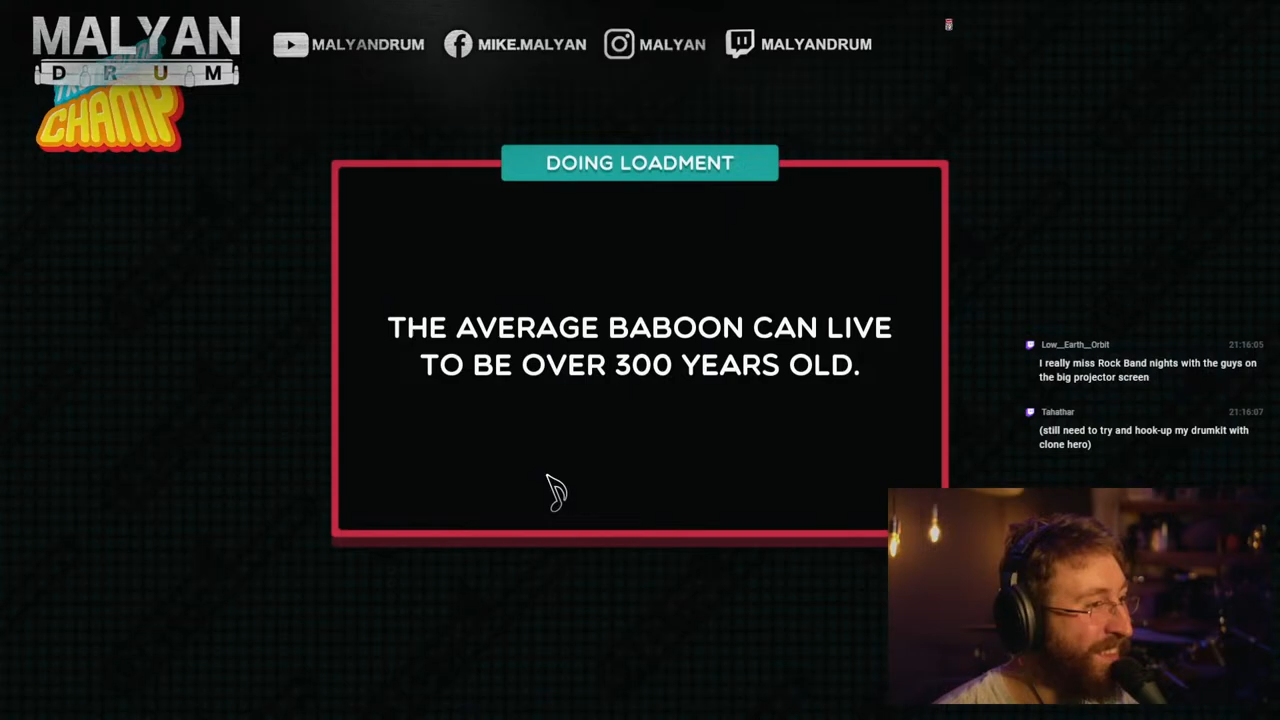 MALYAN
DRUM
CHAMP
MALYANDRUM
MIKE.MALYAN
MALYAN
MALYANDRUM
DOING LOADMENT
THE AVERAGE BABOON CAN LIVE
TO BE OVER 300 YEARS OLD.
Low__Earth_Orbit 21:16:05
I really miss Rock Band nights with the guys on
the big projector screen
Tahathar 21:16:07
(still need to try and hook-up my drumkit with
clone hero)